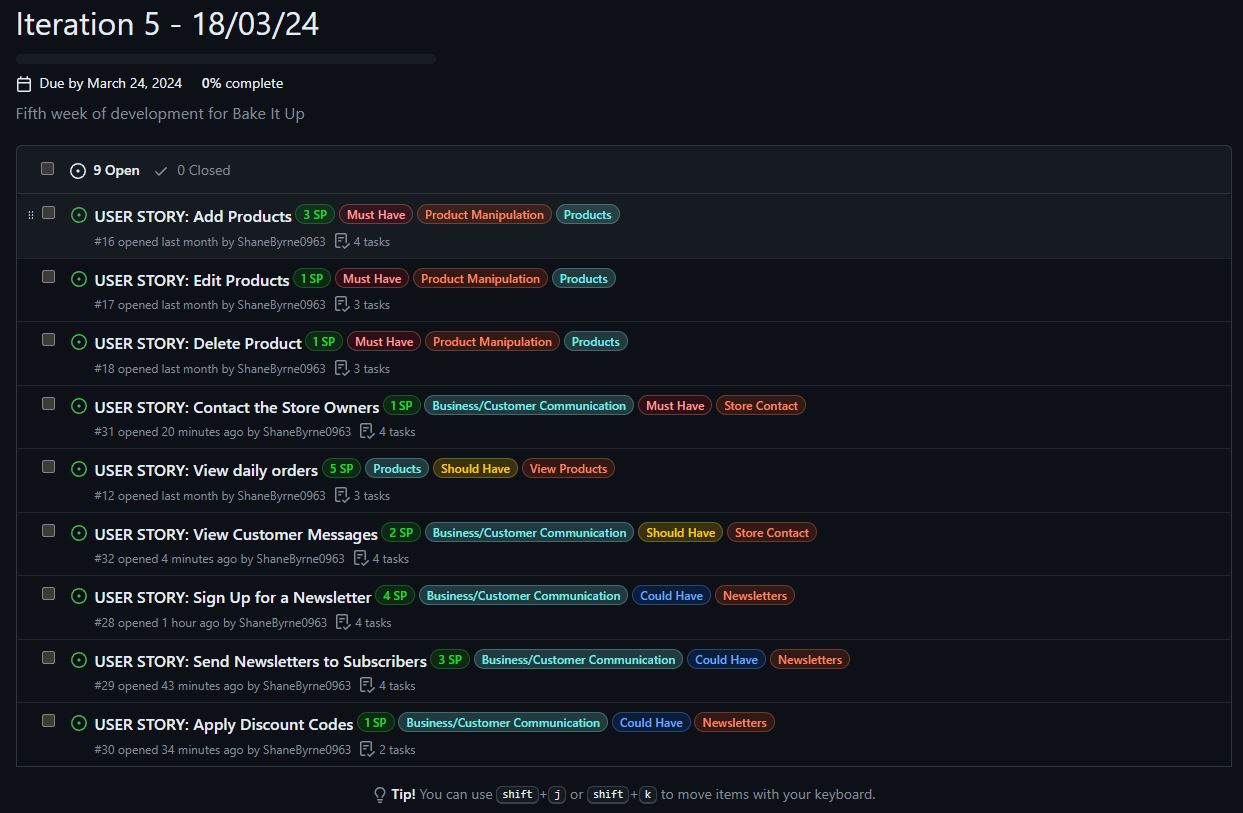 Iteration 5 - 18/03/24
Due by March 24, 2024 0% complete
Fifth week of development for Bake It Up
9 Open 0 Closed
USER STORY: Add Products 3 SP Must Have Product Manipulation Products
#16 opened last month by ShaneByrne0963 4 tasks
USER STORY: Edit Products 1 SP Must Have Product Manipulation Products
#17 opened last month by ShaneByrne0963 3 tasks
USER STORY: Delete Product 1 SP Must Have Product Manipulation Products
#18 opened last month by ShaneByrne0963 3 tasks
USER STORY: Contact the Store Owners 1 SP Business/Customer Communication Must Have Store Contact
#31 opened 20 minutes ago by ShaneByrne0963 4 tasks
USER STORY: View daily orders 5 SP Products Should Have View Products
#12 opened last month by ShaneByrne0963 3 tasks
USER STORY: View Customer Messages 2 SP Business/Customer Communication Should Have Store Contact
#32 opened 4 minutes ago by ShaneByrne0963 4 tasks
USER STORY: Sign Up for a Newsletter 4 SP Business/Customer Communication Could Have Newsletters
#28 opened 1 hour ago by ShaneByrne0963 4 tasks
USER STORY: Send Newsletters to Subscribers 3 SP Business/Customer Communication Could Have Newsletters
#29 opened 43 minutes ago by ShaneByrne0963 4 tasks
USER STORY: Apply Discount Codes 1 SP Business/Customer Communication Could Have Newsletters
#30 opened 34 minutes ago by ShaneByrne0963 2 tasks
Tip! You can use shift+j or shift+k to move items with your keyboard.